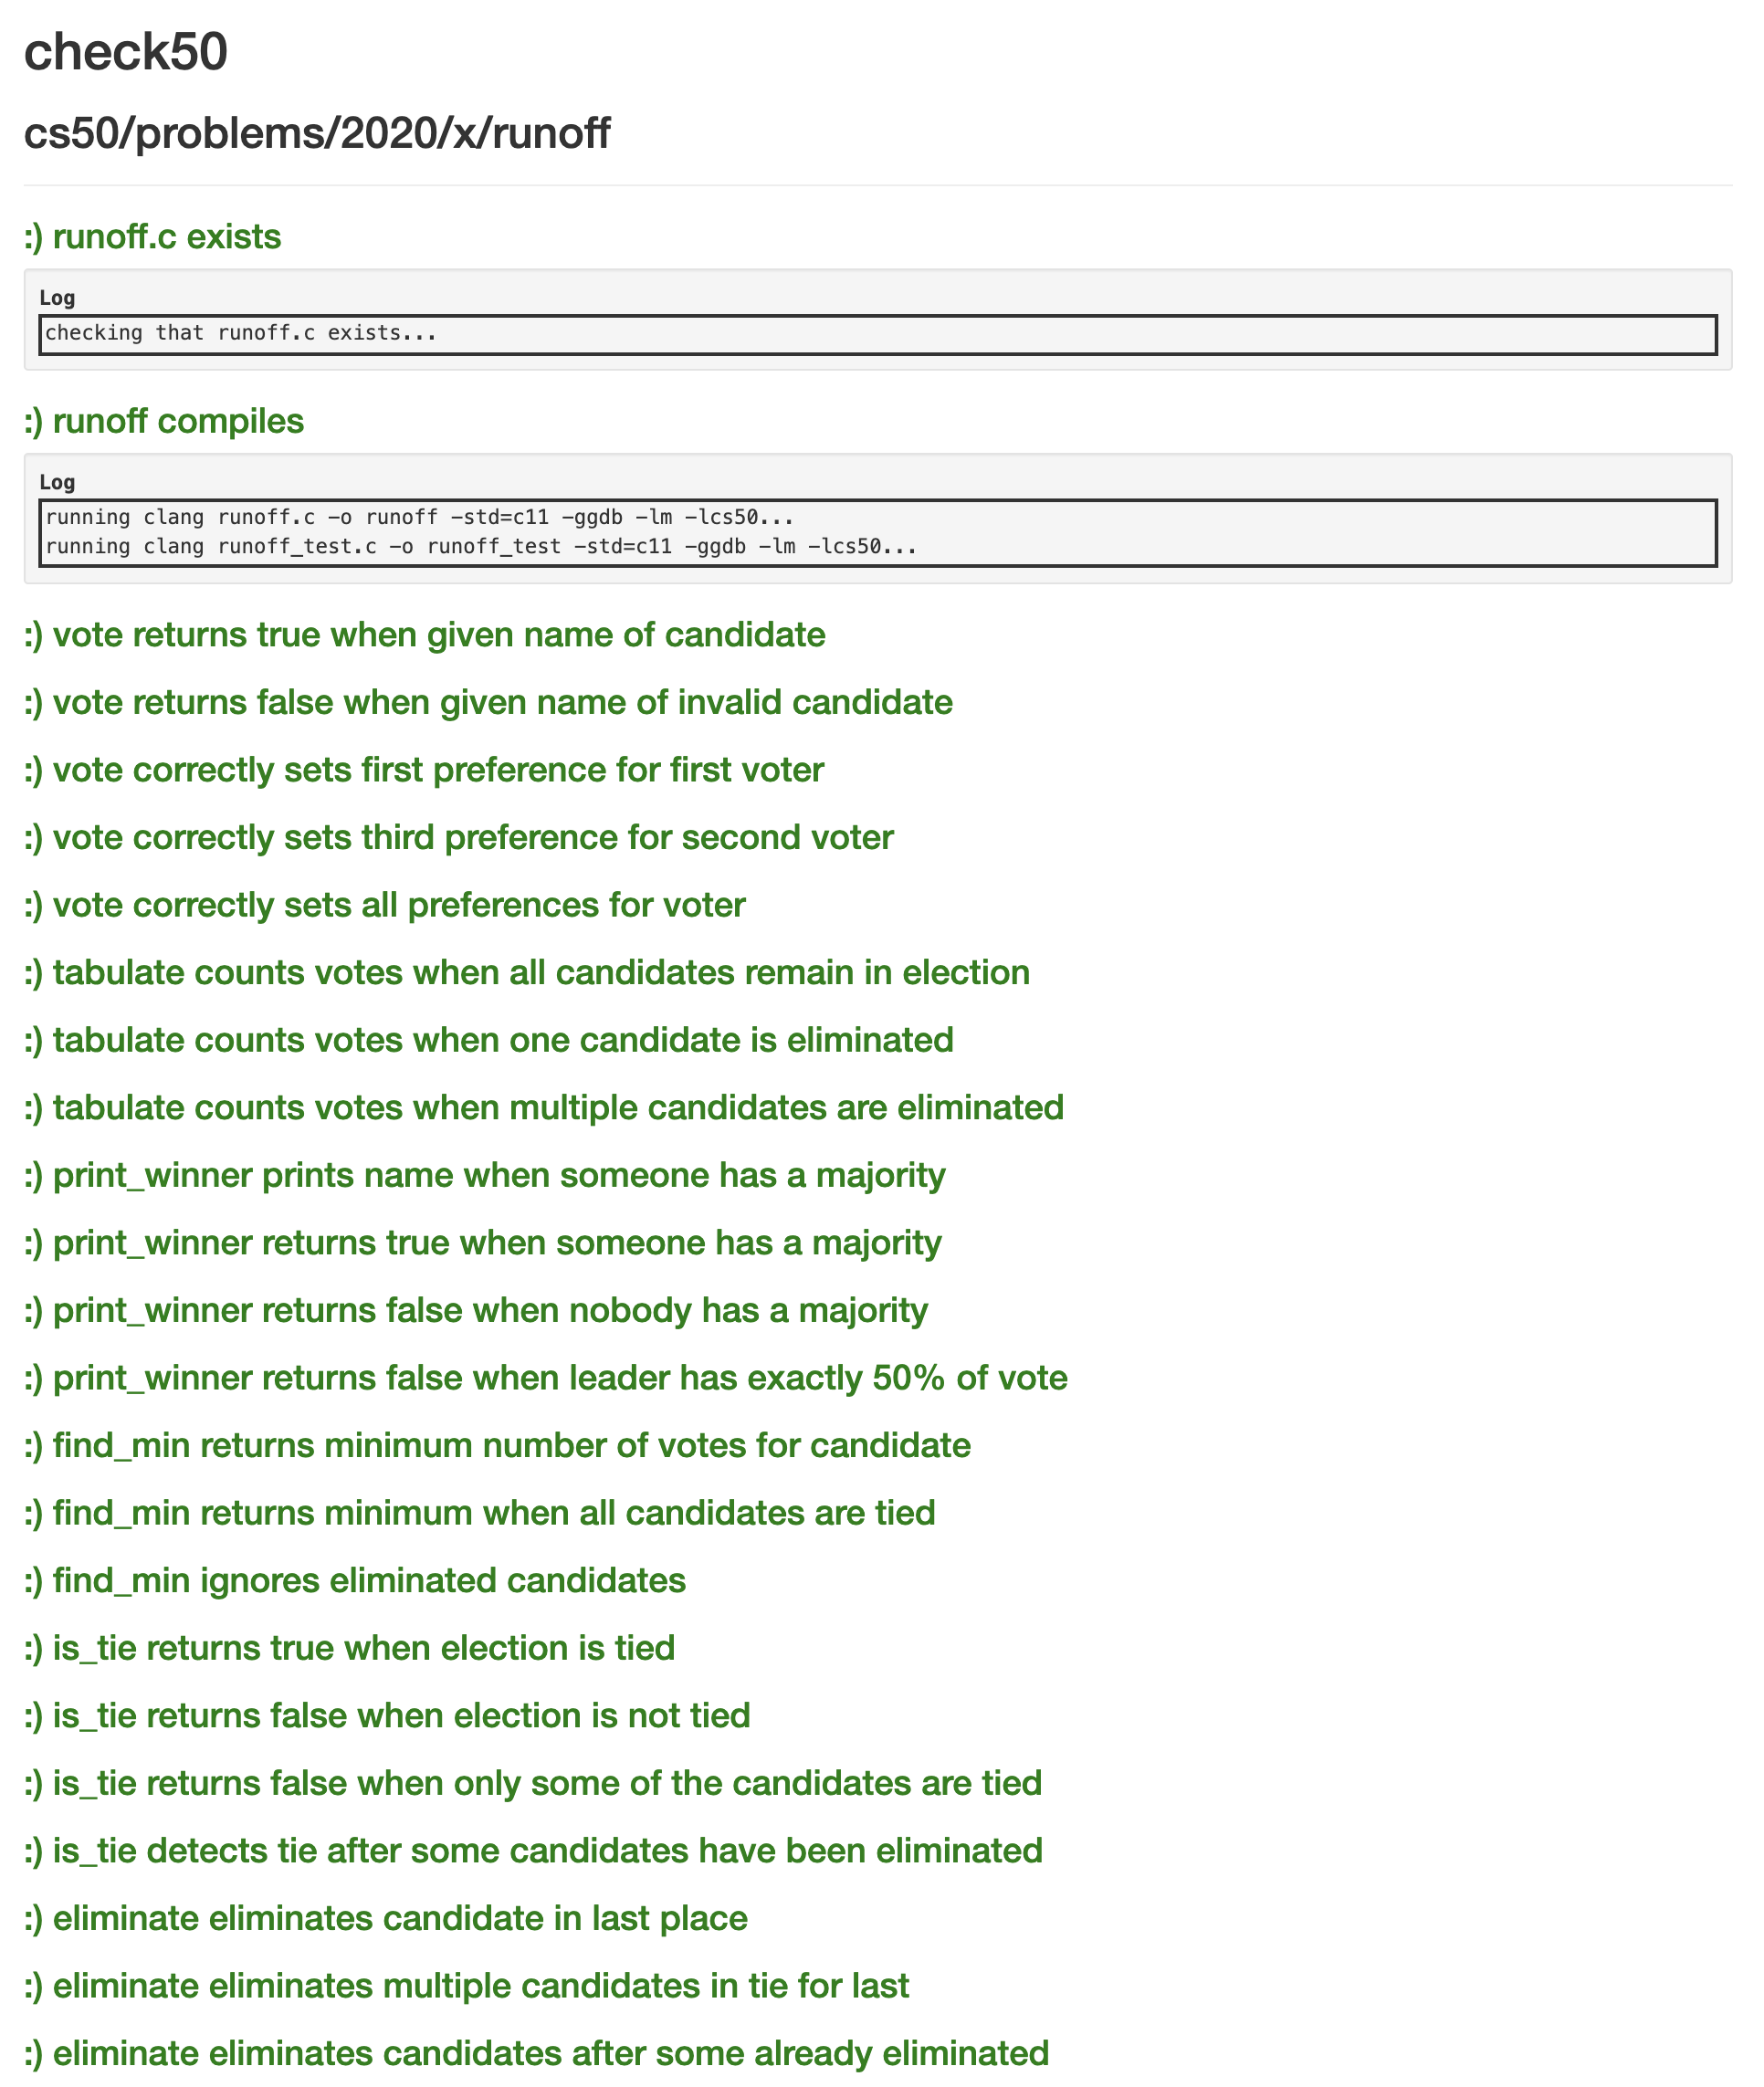 check50
cs50/problems/2020/x/runoff
:) runoff.c exists
Log
checking that runoff.c exists...
:) runoff compiles
Log
running clang runoff.c -o runoff -std=c11 -ggdb -lm -lcs50...
running clang runoff_test.c -o runoff_test -std=c11 -ggdb -lm -lcs50...
:) vote returns true when given name of candidate
:) vote returns false when given name of invalid candidate
:) vote correctly sets first preference for first voter
:) vote correctly sets third preference for second voter
:) vote correctly sets all preferences for voter
:) tabulate counts votes when all candidates remain in election
:) tabulate counts votes when one candidate is eliminated
:) tabulate counts votes when multiple candidates are eliminated
:) print_winner prints name when someone has a majority
:) print_winner returns true when someone has a majority
:) print_winner returns false when nobody has a majority
:) print_winner returns false when leader has exactly 50% of vote
:) find_min returns minimum number of votes for candidate
:) find_min returns minimum when all candidates are tied
:) find_min ignores eliminated candidates
:) is_tie returns true when election is tied
:) is_tie returns false when election is not tied
:) is_tie returns false when only some of the candidates are tied
:) is_tie detects tie after some candidates have been eliminated
:) eliminate eliminates candidate in last place
:) eliminate eliminates multiple candidates in tie for last
:) eliminate eliminates candidates after some already eliminated